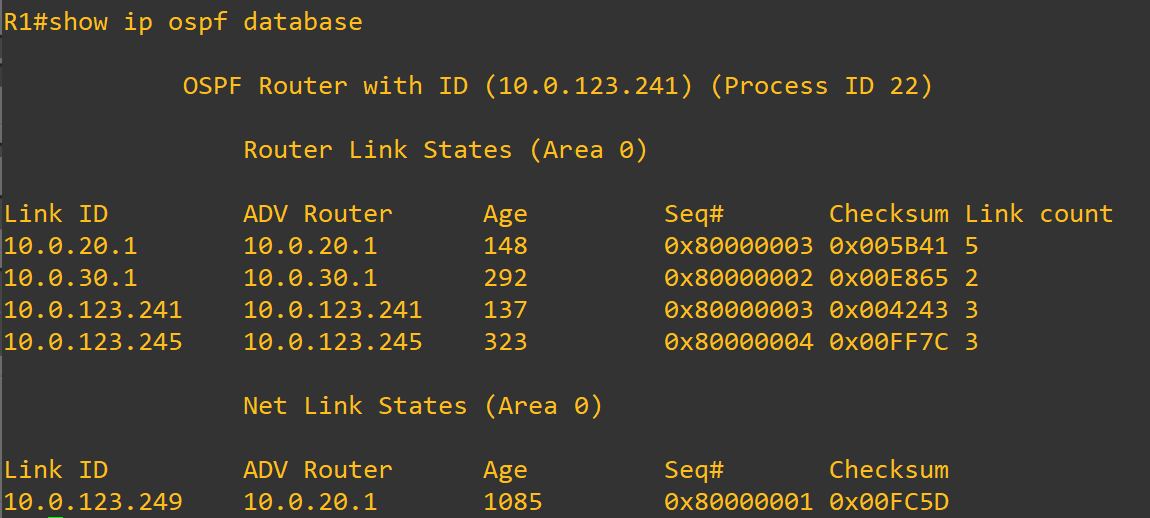 R1#show ip ospf database
OSPF Router with ID (10.0.123.241) (Process ID 22)
Router Link States (Area 0)
Link ID ADV Router Age Seq# Checksum Link count
10.0.20.1 10.0.20.1 148 0x80000003 0x005B41 5
10.0.30.1 10.0.30.1 292 0x80000002 0x00E865 2
10.0.123.241 10.0.123.241 137 0x80000003 0x004243 3
10.0.123.245 10.0.123.245 323 0x80000004 0x00FF7C 3
Net Link States (Area 0)
Link ID ADV Router Age Seq# Checksum
10.0.123.249 10.0.20.1 1085 0x80000001 0x00FC5D